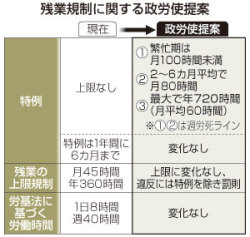 残業規制に関する政労使提案
現在
政労使提案
特例
上限なし
①繁忙期は
月100時間未満
②2~6カ月平均で
月80時間
③最大で年720時間
(月平均60時間)
※①②は過労死ライン
特例は1年間に
6カ月まで
変化なし
残業の
上限規制
月45時間
年360時間
上限に変化なし、
違反には特例を除き罰則
労基法に
基づく
労働時間
1日8時間
週40時間
変化なし